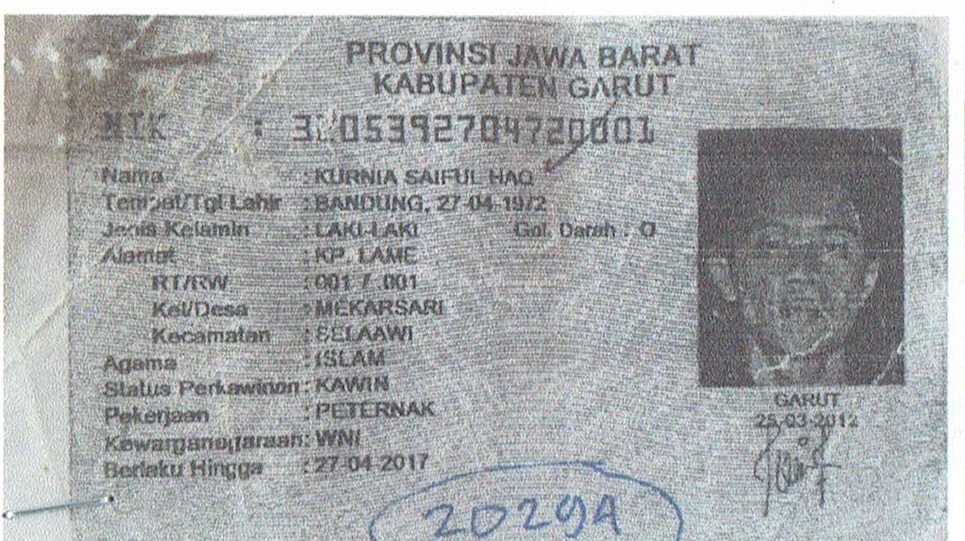 PROVINSI JAWA BARAT
KABUPATEN GARUT
NIK :
Nama : KURNIA SAIFUL HAQ
Tempat/Tgl Lahir : BANDUNG, 27-04-1972
Jenis Kelamin : LAKI-LAKI Gol. Darah : O
Alamat : KP. LAME
RT/RW : 001 / 001
Kel/Desa : MEKARSARI
Kecamatan : SELAAWI
Agama : ISLAM
Status Perkawinan : KAWIN
Pekerjaan : PETERNAK
Kewarganegaraan: WNI
Berlaku Hingga : 27-04-2017
GARUT
25-03-2012
2029A